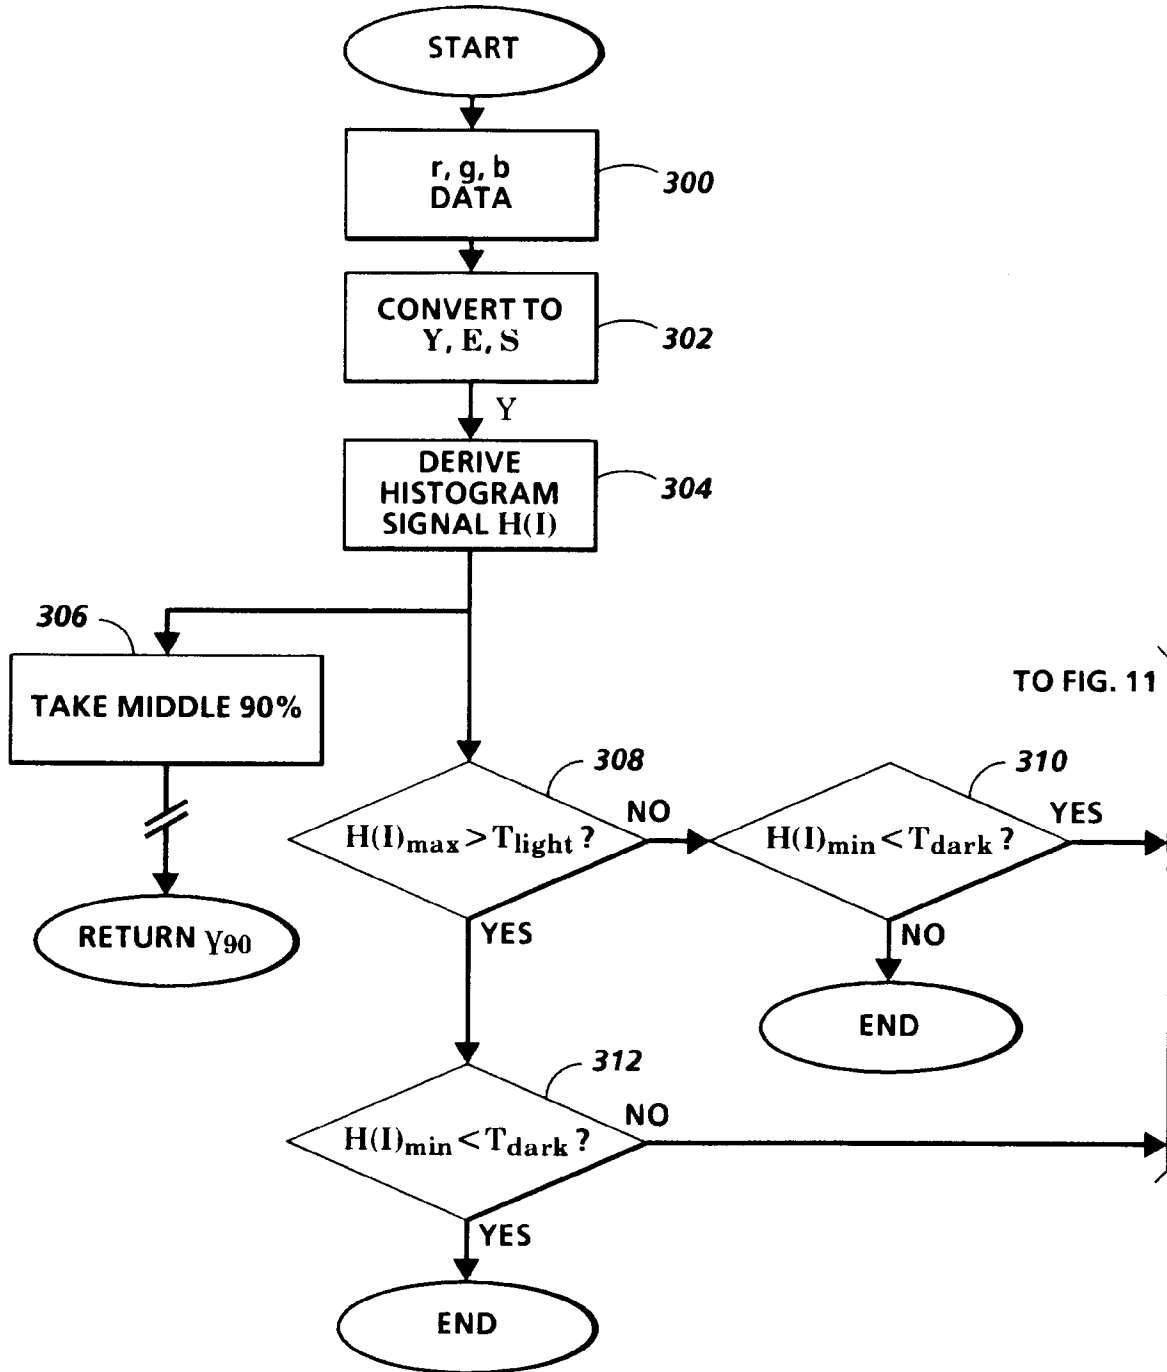 START
r, g, b
DATA
300
CONVERT TO
Y, E, S
302
Y
DERIVE
HISTOGRAM
SIGNAL H(I)
304
306
TAKE MIDDLE 90%
RETURN Y90
TO FIG. 11
308
H(I)max > Tlight ?
NO
YES
310
H(I)min < Tdark ?
YES
NO
END
312
H(I)min < Tdark ?
NO
YES
END